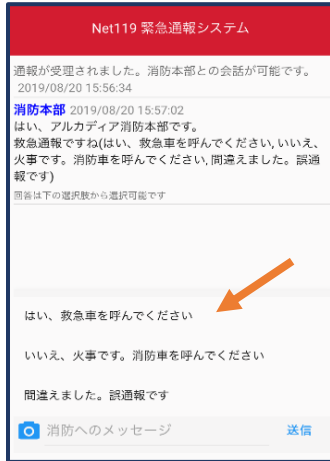 Net119 緊急通報システム
通報が受理されました。消防本部との会話が可能です。
2019/08/20 15:56:34
消防本部 2019/08/20 15:57:02
はい、アルカディア消防本部です。
救急通報ですね(はい、救急車を呼んでください, いいえ、
火事です。消防車を呼んでください, 間違えました。誤通
報です)
回答は下の選択肢から選択可能です
はい、救急車を呼んでください
いいえ、火事です。消防車を呼んでください
間違えました。誤通報です
消防へのメッセージ 送信